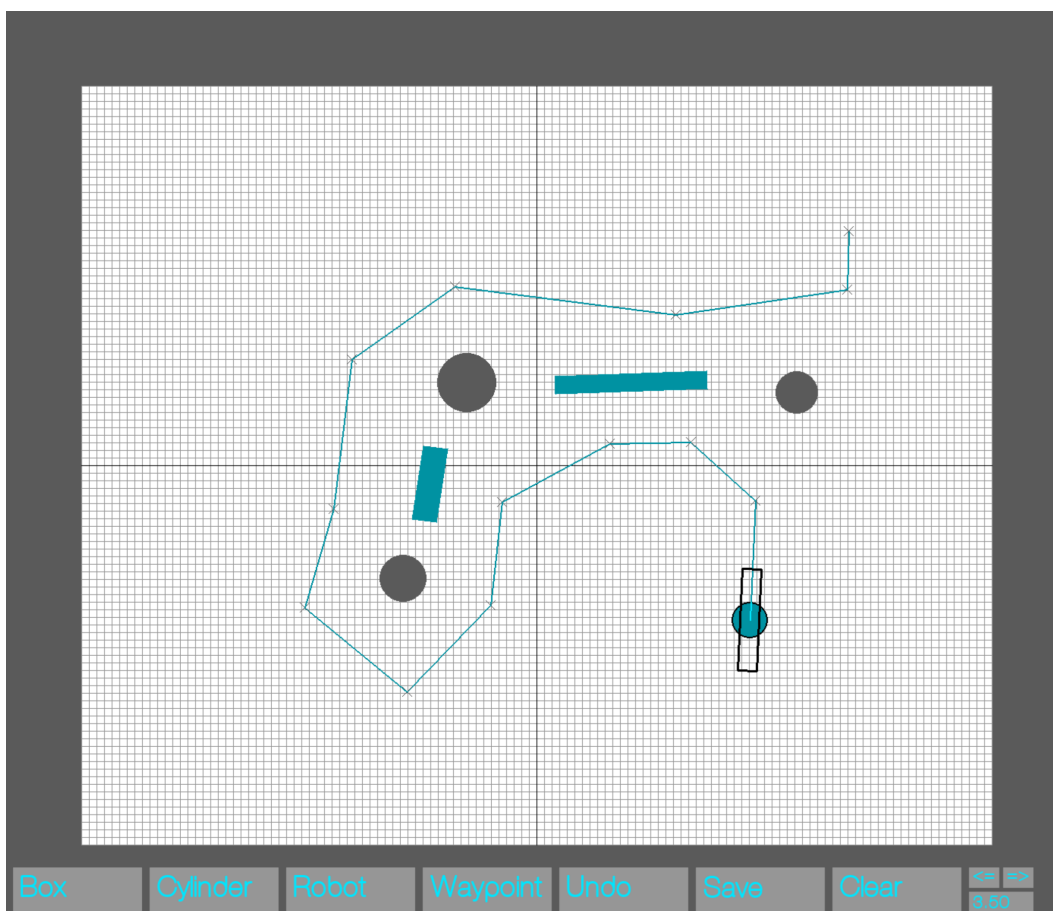 Box
Cylinder
Robot
Waypoint
Undo
Save
Clear
<= =>
3.50